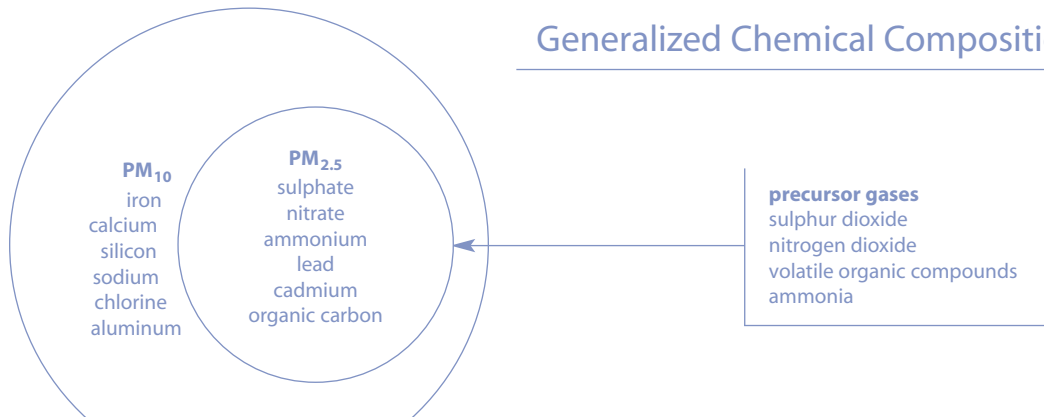 Generalized Chemical Compositi
PM10
iron
calcium
silicon
sodium
chlorine
aluminum
PM2.5
sulphate
nitrate
ammonium
lead
cadmium
organic carbon
precursor gases
sulphur dioxide
nitrogen dioxide
volatile organic compounds
ammonia